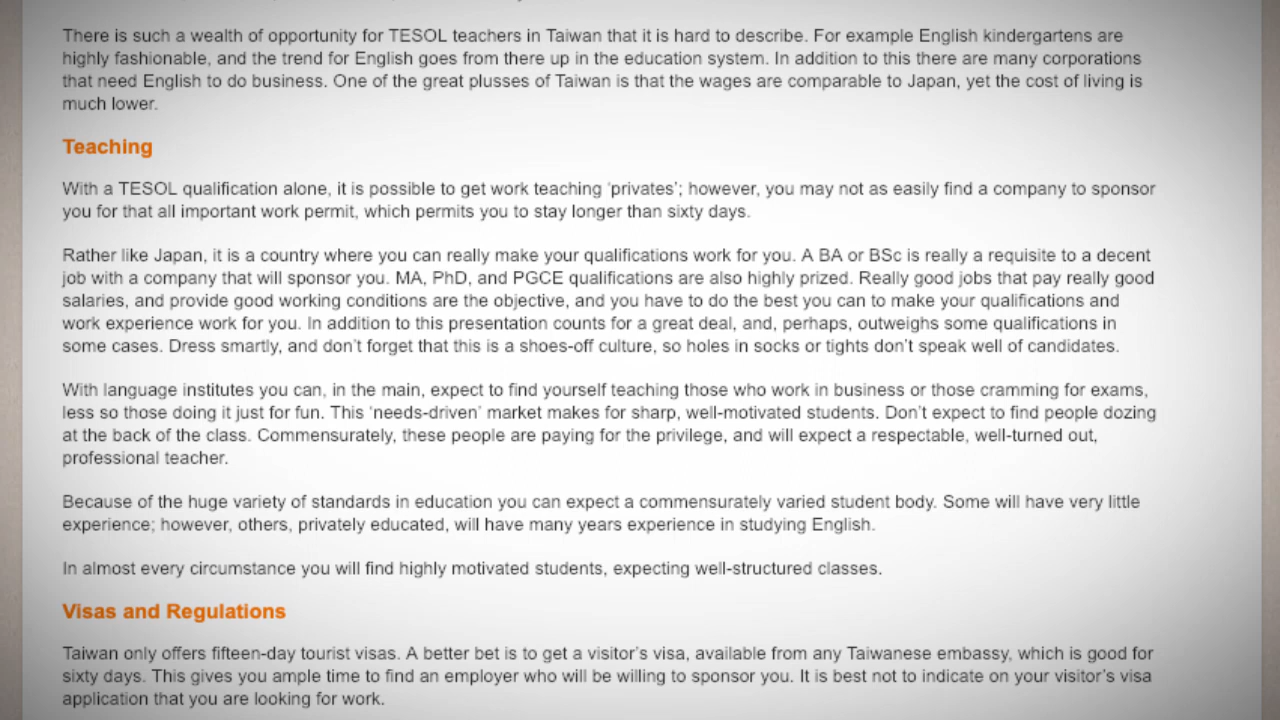 There is such a wealth of opportunity for TESOL teachers in Taiwan that it is hard to describe. For example English kindergartens are
highly fashionable, and the trend for English goes from there up in the education system. In addition to this there are many corporations
that need English to do business. One of the great plusses of Taiwan is that the wages are comparable to Japan, yet the cost of living is
much lower.
Teaching
With a TESOL qualification alone, it is possible to get work teaching ‘privates’; however, you may not as easily find a company to sponsor
you for that all important work permit, which permits you to stay longer than sixty days.
Rather like Japan, it is a country where you can really make your qualifications work for you. A BA or BSc is really a requisite to a decent
job with a company that will sponsor you. MA, PhD, and PGCE qualifications are also highly prized. Really good jobs that pay really good
salaries, and provide good working conditions are the objective, and you have to do the best you can to make your qualifications and
work experience work for you. In addition to this presentation counts for a great deal, and, perhaps, outweighs some qualifications in
some cases. Dress smartly, and don’t forget that this is a shoes-off culture, so holes in socks or tights don’t speak well of candidates.
With language institutes you can, in the main, expect to find yourself teaching those who work in business or those cramming for exams,
less so those doing it just for fun. This ‘needs-driven’ market makes for sharp, well-motivated students. Don’t expect to find people dozing
at the back of the class. Commensurately, these people are paying for the privilege, and will expect a respectable, well-turned out,
professional teacher.
Because of the huge variety of standards in education you can expect a commensurately varied student body. Some will have very little
experience; however, others, privately educated, will have many years experience in studying English.
In almost every circumstance you will find highly motivated students, expecting well-structured classes.
Visas and Regulations
Taiwan only offers fifteen-day tourist visas. A better bet is to get a visitor’s visa, available from any Taiwanese embassy, which is good for
sixty days. This gives you ample time to find an employer who will be willing to sponsor you. It is best not to indicate on your visitor’s visa
application that you are looking for work.